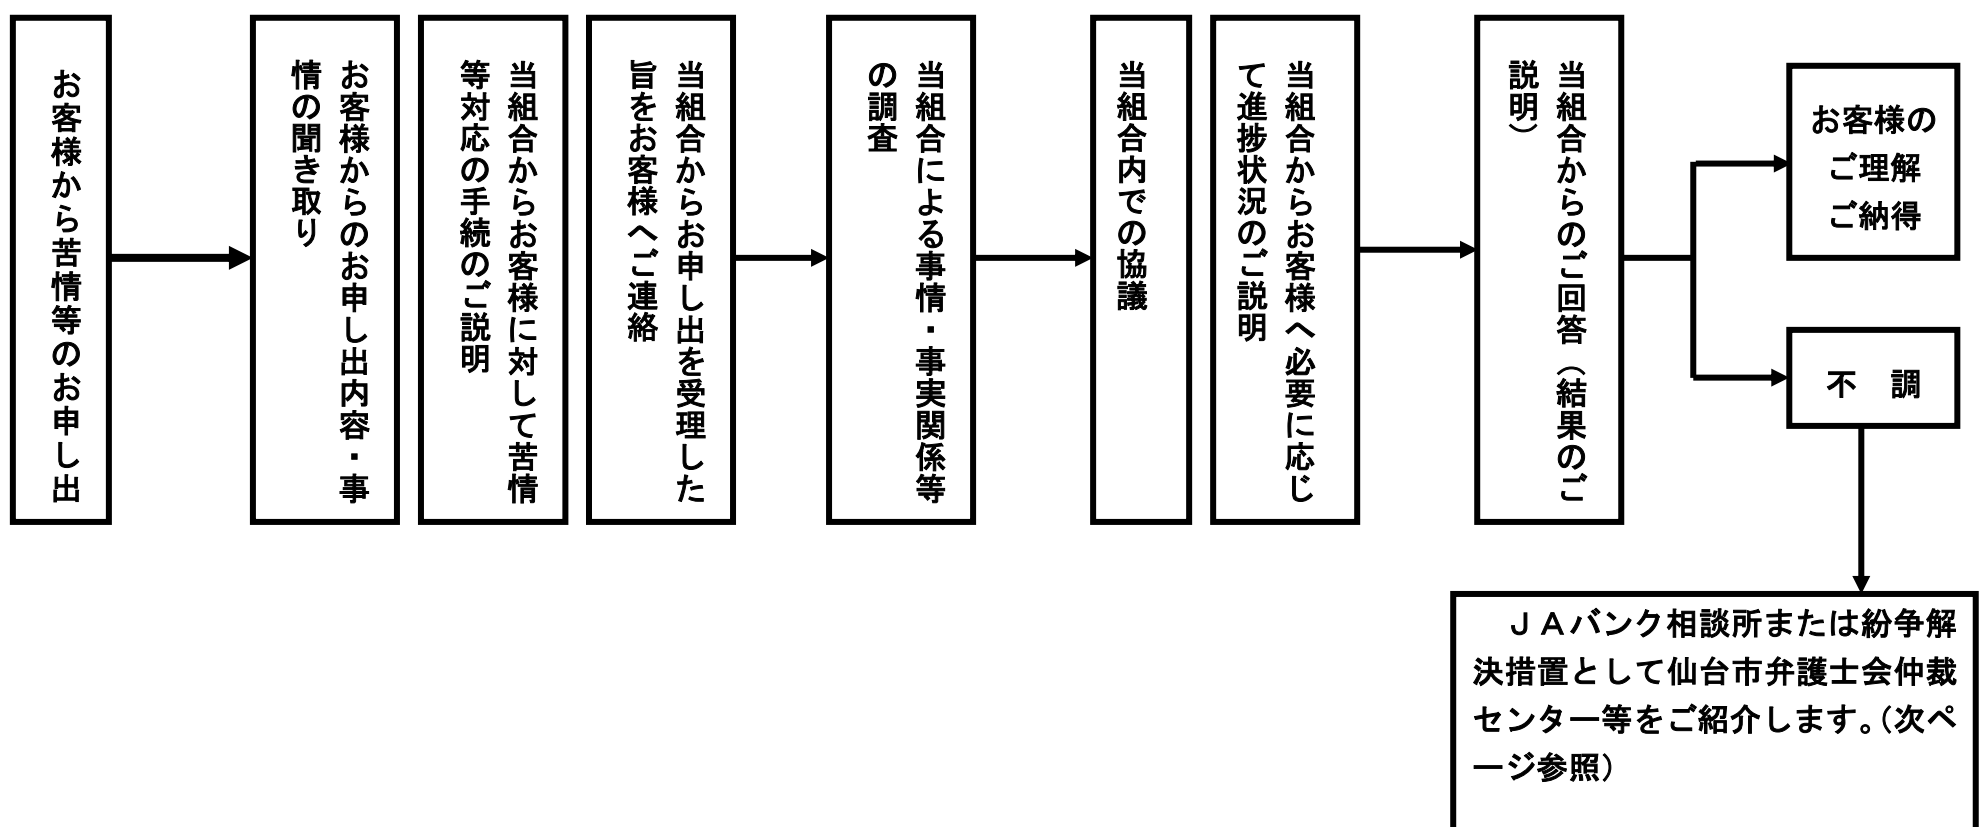 お客様から苦情等のお申し出
お客様からのお申し出内容・事
情の聞き取り
当組合からお客様に対して苦情
等対応の手続のご説明
当組合からお申し出を受理した
旨をお客様へご連絡
当組合による事情・事実関係等
の調査
当組合内での協議
当組合からお客様へ必要に応じ
て進捗状況のご説明
当組合からのご回答（結果のご
説明）
お客様の
ご理解
ご納得
不　調
ＪＡバンク相談所または紛争解
決措置として仙台市弁護士会仲裁
センター等をご紹介します。（次ペ
ージ参照）